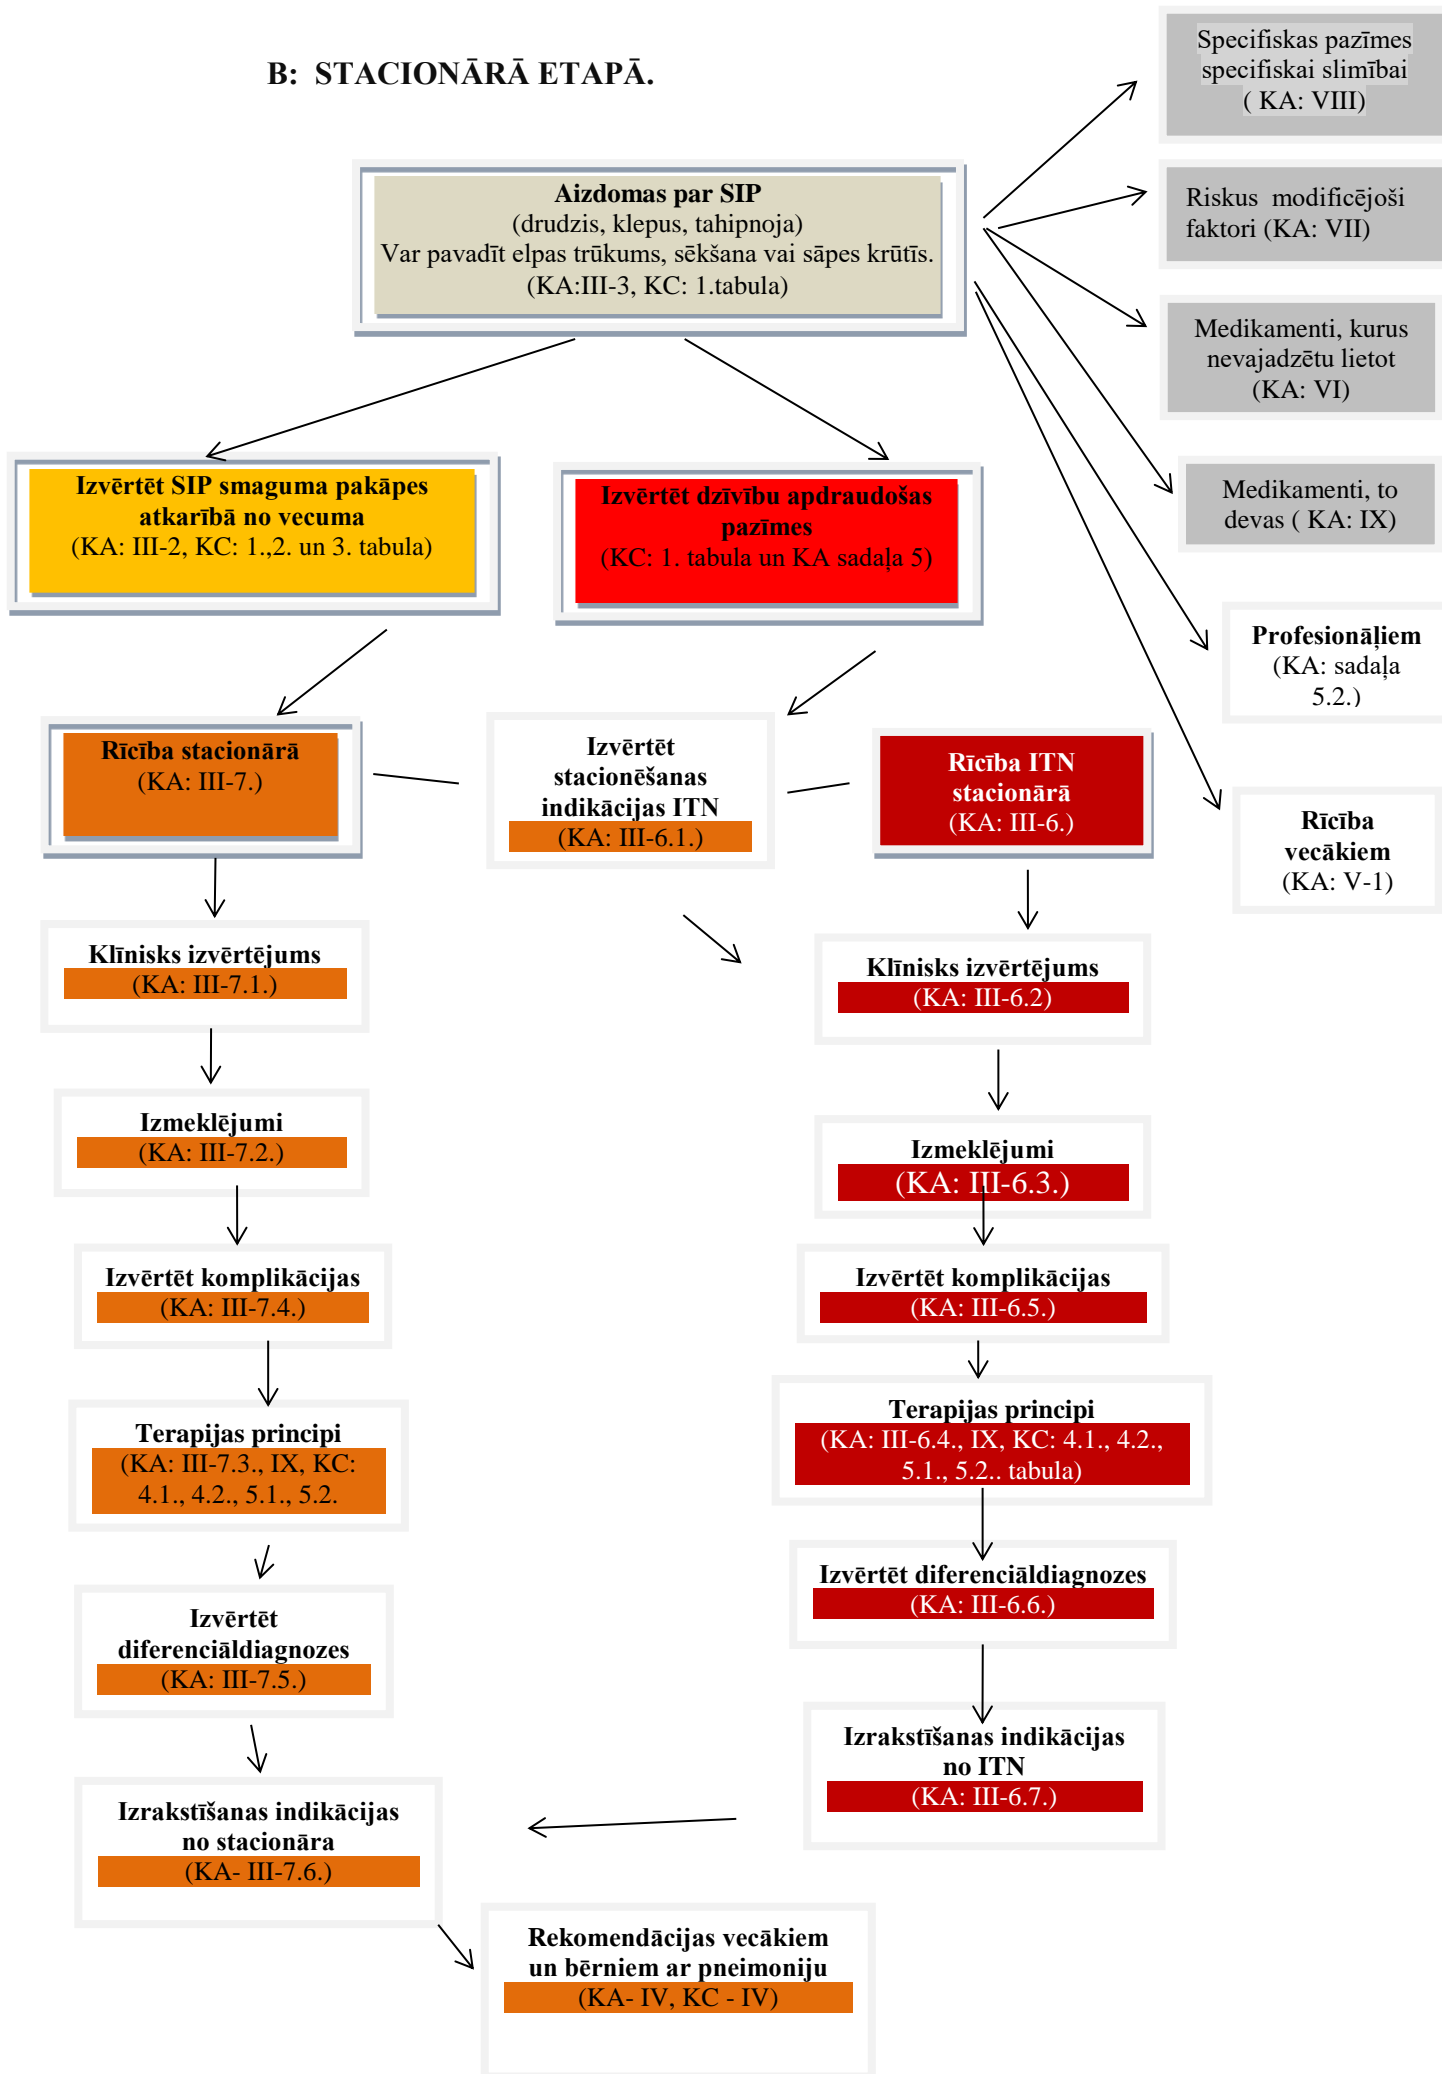 B: STACIONĀRĀ ETAPĀ.
Specifiskas pazīmes
specifiskai slimībai
( KA: VIII)
Aizdomas par SIP
(drudzis, klepus, tahipnoja)
Var pavadīt elpas trūkums, sēkšana vai sāpes krūtīs.
(KA:III-3, KC: 1.tabula)
Riskus modificējoši
faktori (KA: VII)
Medikamenti, kurus
nevajadzētu lietot
(KA: VI)
Medikamenti, to
devas ( KA: IX)
Izvērtēt SIP smaguma pakāpes
atkarībā no vecuma
(KA: III-2, KC: 1.,2. un 3. tabula)
Izvērtēt dzīvību apdraudošas
pazīmes
(KC: 1. tabula un KA sadaļa 5)
Profesionāļiem
(KA: sadaļa
5.2.)
Rīcība stacionārā
(KA: III-7.)
Izvērtēt
stacionēšanas
indikācijas ITN
(KA: III-6.1.)
Rīcība ITN
stacionārā
(KA: III-6.)
Rīcība
vecākiem
(KA: V-1)
Klīnisks izvērtējums
(KA: III-7.1.)
Klīnisks izvērtējums
(KA: III-6.2)
Izmeklējumi
(KA: III-7.2.)
Izmeklējumi
(KA: III-6.3.)
Izvērtēt komplikācijas
(KA: III-7.4.)
Izvērtēt komplikācijas
(KA: III-6.5.)
Terapijas principi
(KA: III-7.3., IX, KC:
4.1., 4.2., 5.1., 5.2.
Terapijas principi
(KA: III-6.4., IX, KC: 4.1., 4.2.,
5.1., 5.2.. tabula)
Izvērtēt diferenciāldiagnozes
(KA: III-6.6.)
Izvērtēt
diferenciāldiagnozes
(KA: III-7.5.)
Izrakstīšanas indikācijas
no ITN
(KA: III-6.7.)
Izrakstīšanas indikācijas
no stacionāra
(KA- III-7.6.)
Rekomendācijas vecākiem
un bērniem ar pneimoniju
(KA- IV, KC - IV)